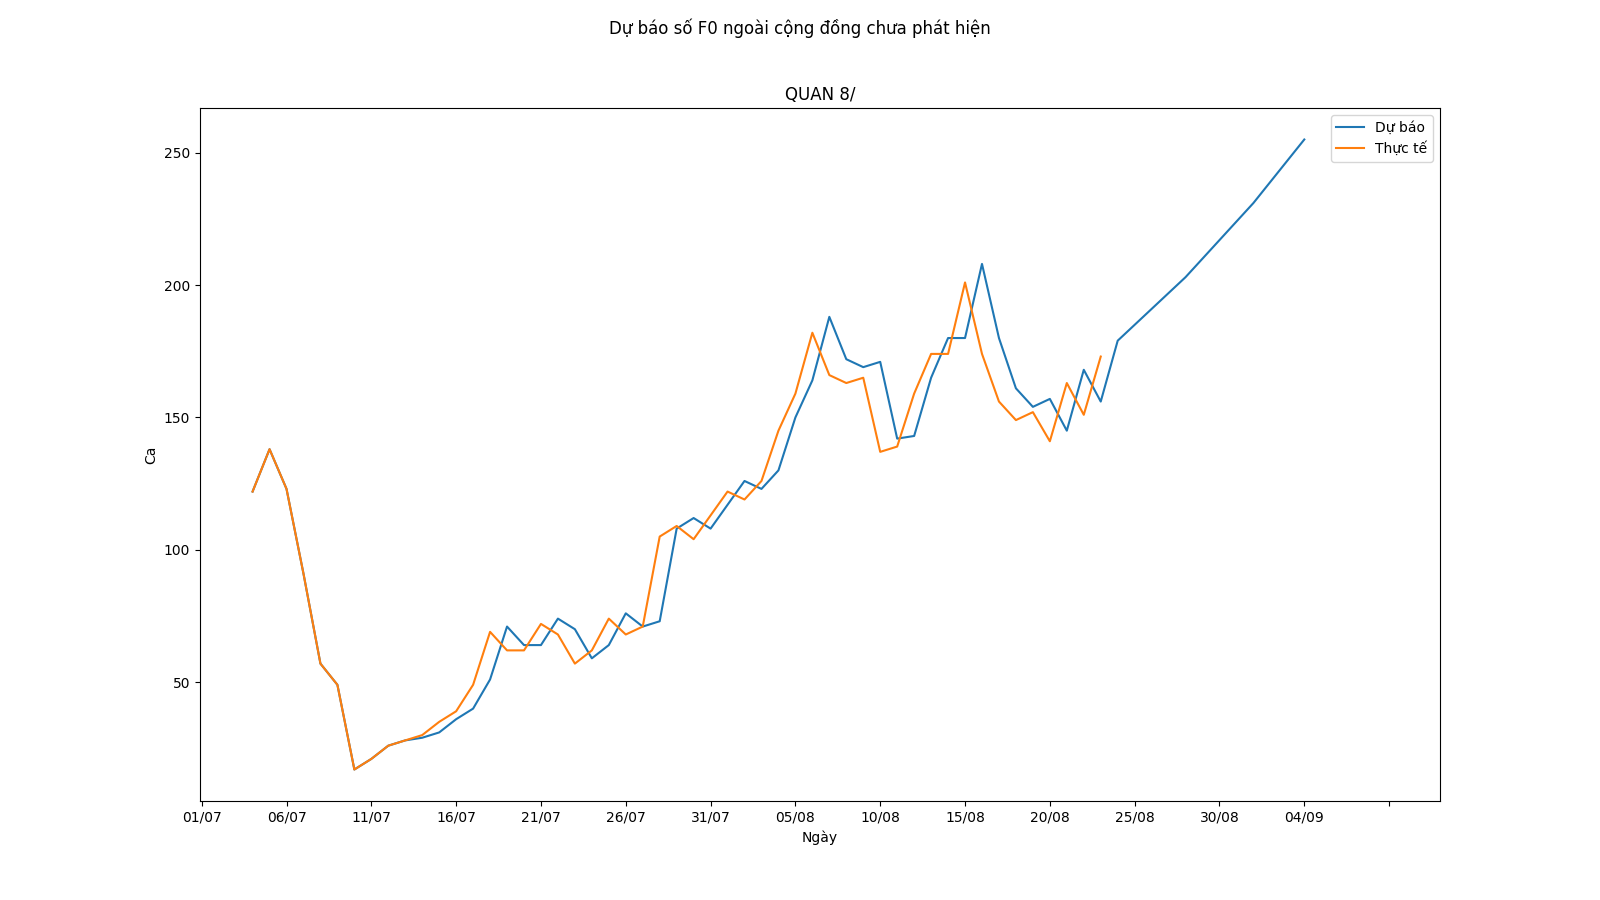 Dự báo số F0 ngoài cộng đồng chưa phát hiện
QUAN 8/
Dự báo
Thực tế
250
200
150
100
50
Ca
01/07 06/07 11/07 16/07 21/07 26/07 31/07 05/08 10/08 15/08 20/08 25/08 30/08 04/09
Ngày